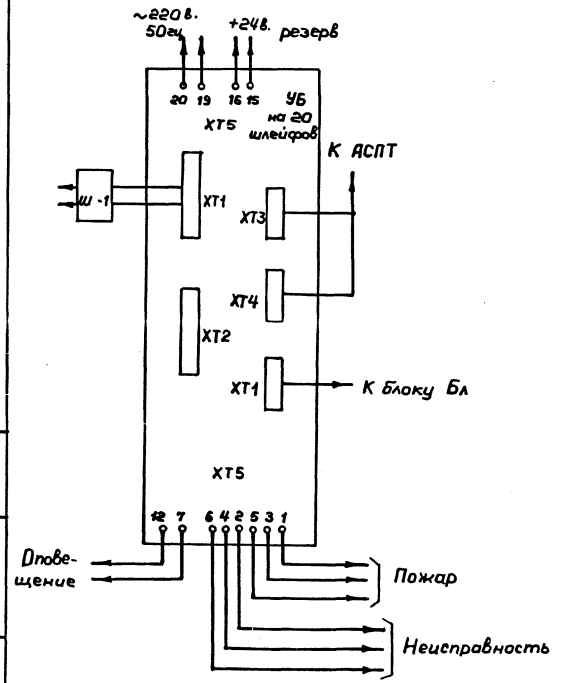 ~220в.
50гц
+24в. резерв
20 19 16 15
УБ
на 20
шлейфов
ХТ5
К АСПТ
Ш-1
ХТ1
ХТ3
ХТ4
ХТ2
ХТ1
К блоку Бл
ХТ5
12 7 6 4 2 5 3 1
Опове-
щение
Пожар
Неисправность